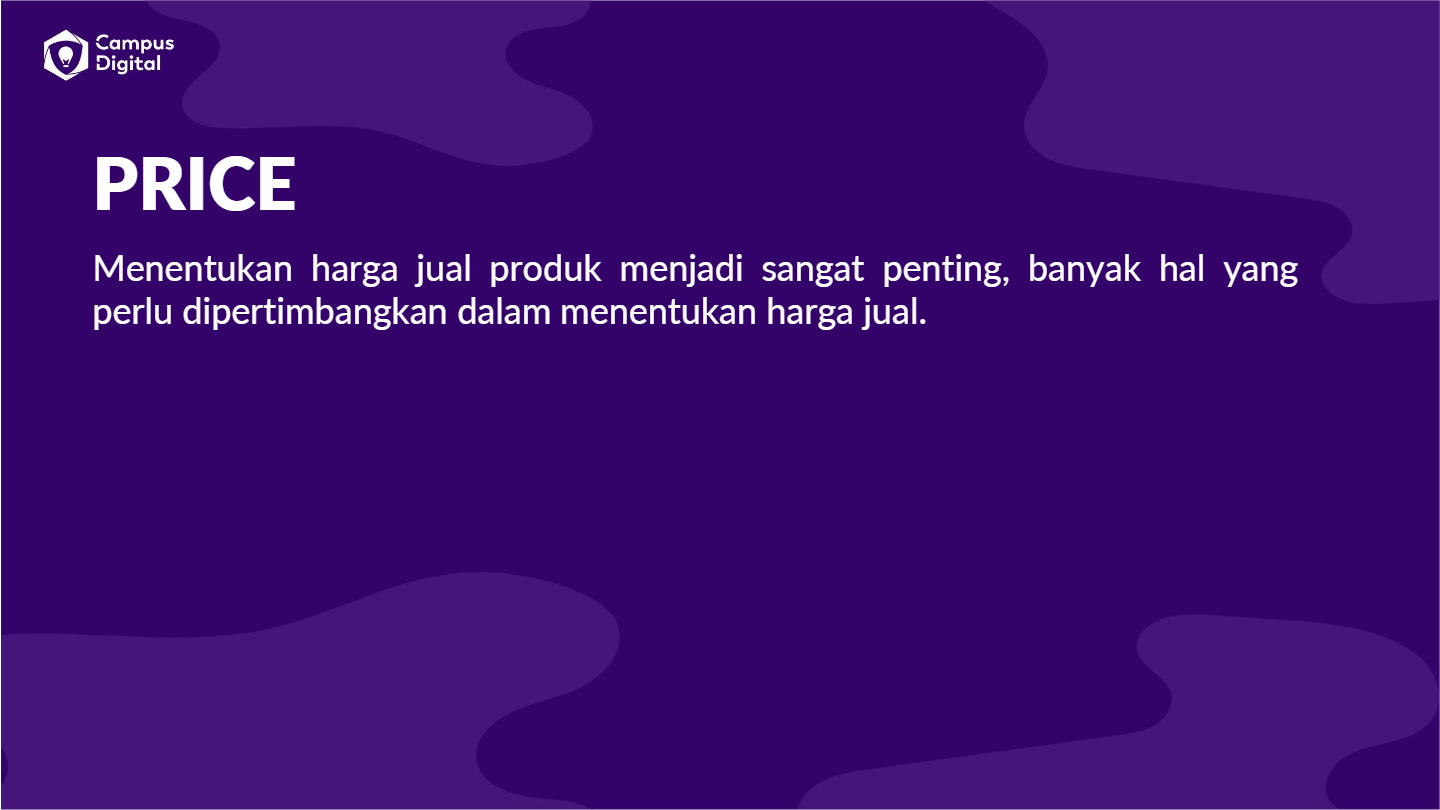 Campus
Digital
PRICE
Menentukan harga jual produk menjadi sangat penting, banyak hal yang
perlu dipertimbangkan dalam menentukan harga jual.